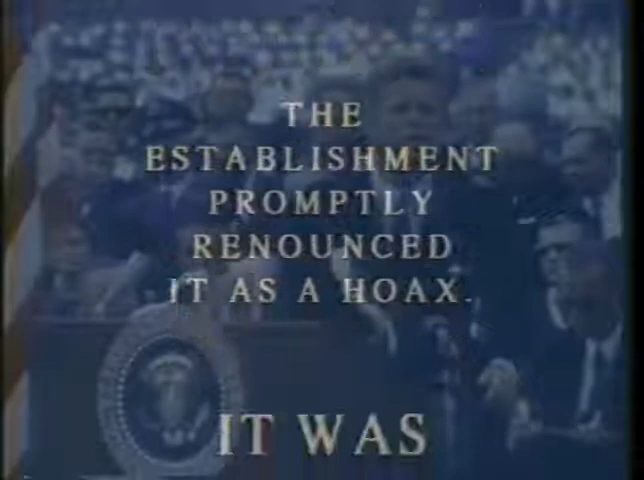 THE
ESTABLISHMENT
PROMPTLY
RENOUNCED
IT AS A HOAX.
IT WAS